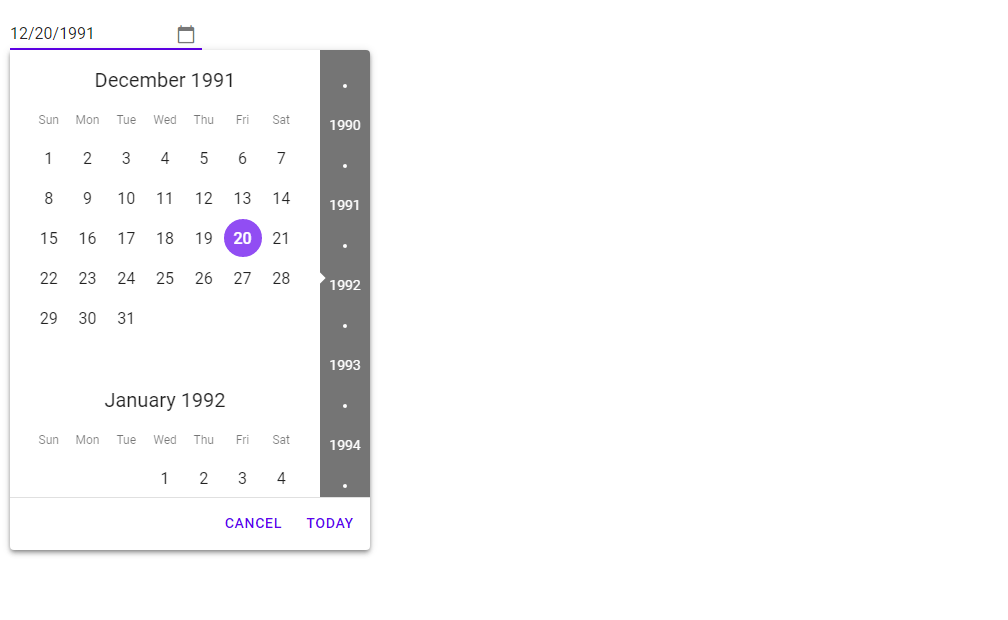 12/20/1991
December 1991
Sun Mon Tue Wed Thu Fri Sat
1 2 3 4 5 6 7
8 9 10 11 12 13 14
15 16 17 18 19 20 21
22 23 24 25 26 27 28
29 30 31
January 1992
Sun Mon Tue Wed Thu Fri Sat
1 2 3 4
•
1990
•
1991
•
1992
•
1993
•
1994
•
CANCEL TODAY